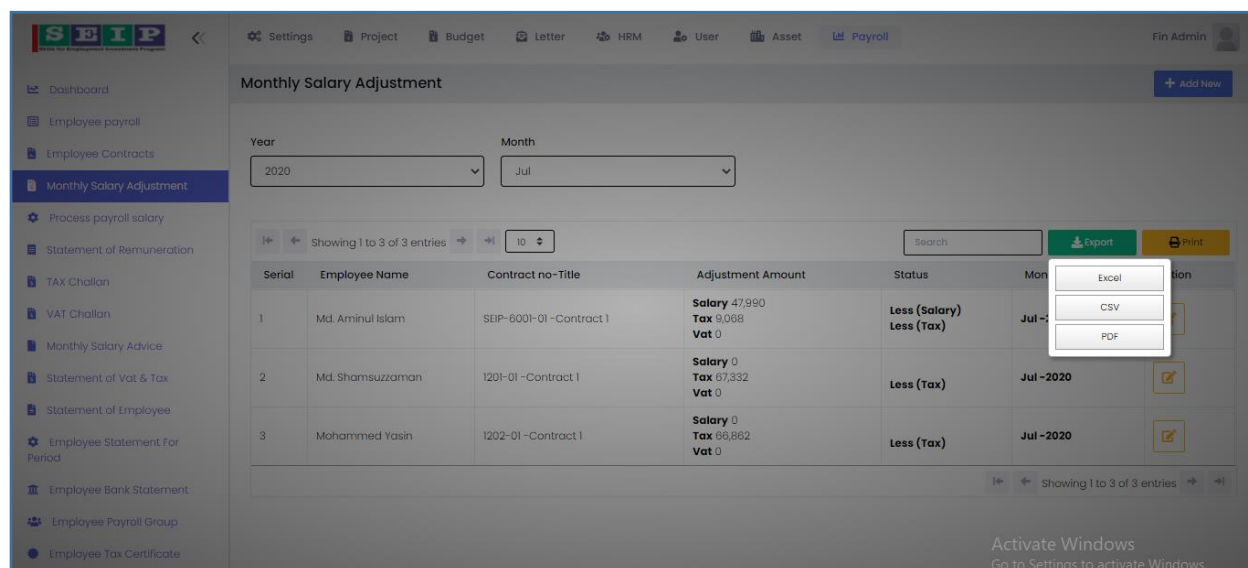 SEIP
Skills for Employment Investment Program
Settings Project Budget Letter HRM User Asset Payroll Fin Admin
Dashboard
Employee payroll
Employee Contracts
Monthly Salary Adjustment
Process payroll salary
Statement of Remuneration
TAX Challan
VAT Challan
Monthly Salary Advice
Statement of Vat & Tax
Statement of Employee
Employee Statement For
Period
Employee Bank Statement
Employee Payroll Group
Employee Tax Certificate
Monthly Salary Adjustment
+ Add New
Year Month
2020 Jul
Showing 1 to 3 of 3 entries 10 Search Export Print
Excel
CSV
PDF
Serial Employee Name Contract no-Title Adjustment Amount Status Mon tion
1 Md. Aminul Islam SEIP-6001-01 -Contract 1
Salary 47,990
Tax 9,068
Vat 0
Less (Salary)
Less (Tax)
Jul -
2 Md. Shamsuzzaman 1201-01 -Contract 1
Salary 0
Tax 67,332
Vat 0
Less (Tax)
Jul -2020
3 Mohammed Yasin 1202-01 -Contract 1
Salary 0
Tax 66,862
Vat 0
Less (Tax)
Jul -2020
Showing 1 to 3 of 3 entries
Activate Windows
Go to Settings to activate Windows.